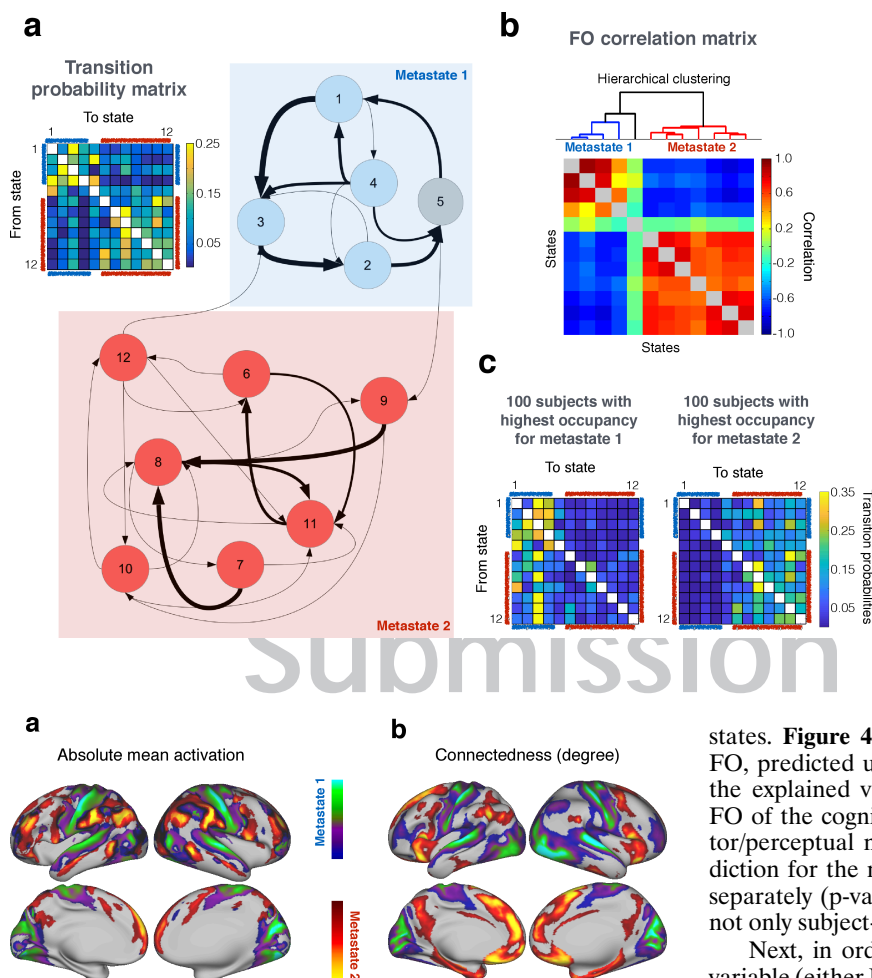 a
Transition
probability matrix
To state
1
12
From state
1
12
0.25
0.15
0.05
Metastate 1
1
4
5
3
2
12
6
9
8
11
10
7
Metastate 2
b
FO correlation matrix
Hierarchical clustering
Metastate 1
Metastate 2
States
States
1.0
0.6
0.2
-0.2
-0.6
-1.0
Correlation
c
100 subjects with
highest occupancy
for metastate 1
To state
1
12
From state
1
12
100 subjects with
highest occupancy
for metastate 2
To state
1
12
1
12
0.35
0.25
0.15
0.05
Transition probabilities
Submission
a
Absolute mean activation
Metastate 1
Metastate 2
b
Connectedness (degree)
states. Figure 4
FO, predicted u
the explained v
FO of the cogni
tor/perceptual n
diction for the r
separately (p-va
not only subject-
Next, in ord
variable (either b